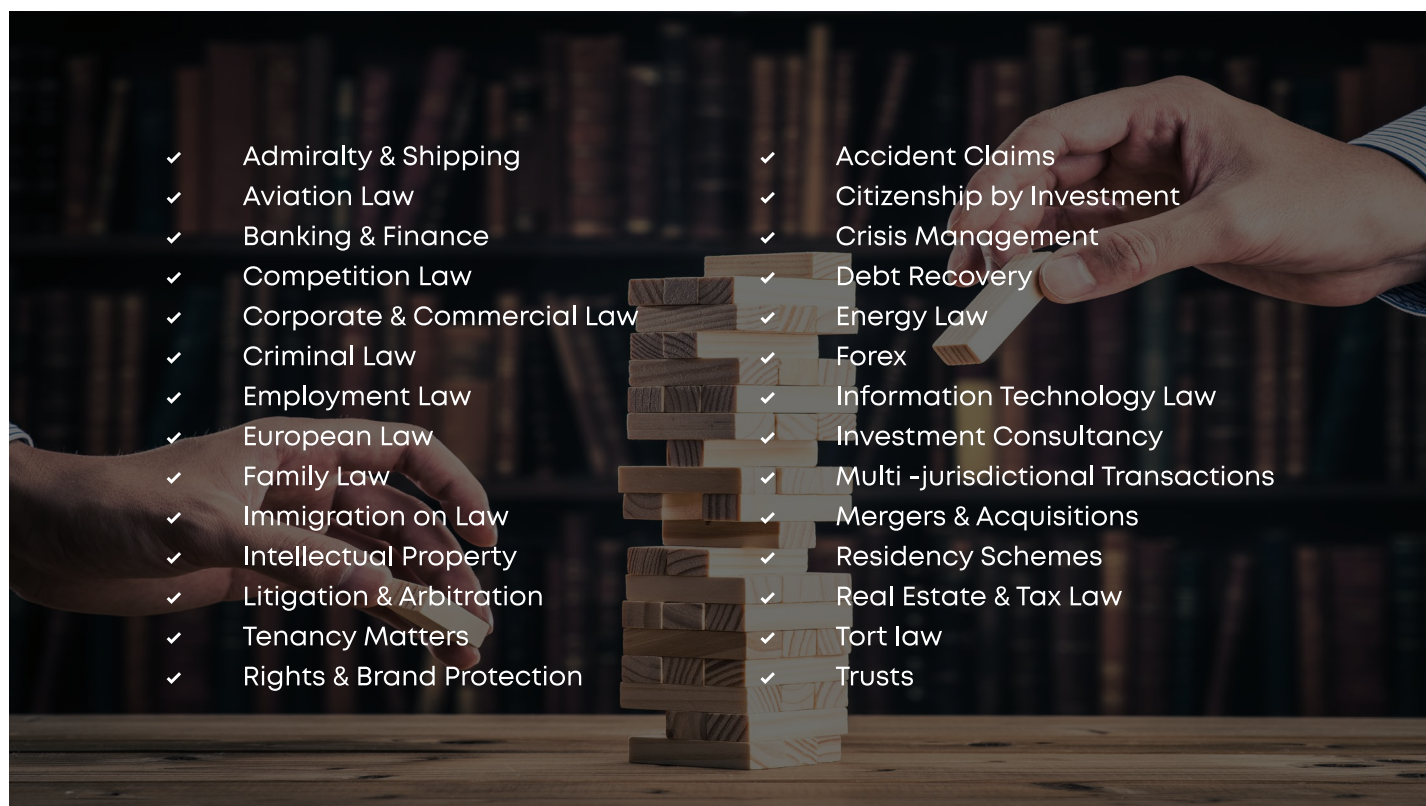 Admiralty & Shipping
Aviation Law
Banking & Finance
Competition Law
Corporate & Commercial Law
Criminal Law
Employment Law
European Law
Family Law
Immigration on Law
Intellectual Property
Litigation & Arbitration
Tenancy Matters
Rights & Brand Protection
Accident Claims
Citizenship by Investment
Crisis Management
Debt Recovery
Energy Law
Forex
Information Technology Law
Investment Consultancy
Multi -jurisdictional Transactions
Mergers & Acquisitions
Residency Schemes
Real Estate & Tax Law
Tort law
Trusts